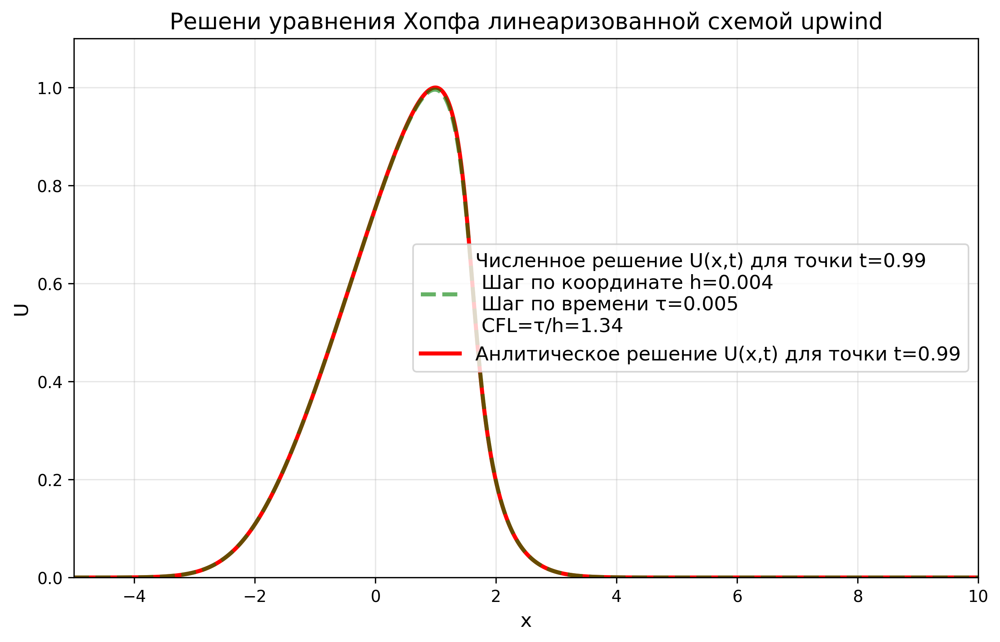 Решени уравнения Хопфа линеаризованной схемой upwind
1.0
0.8
0.6
0.4
0.2
0.0
U
Численное решение U(x,t) для точки t=0.99
Шаг по координате h=0.004
Шаг по времени τ=0.005
CFL=τ/h=1.34
Анлитическое решение U(x,t) для точки t=0.99
−4 −2 0 2 4 6 8 10
x